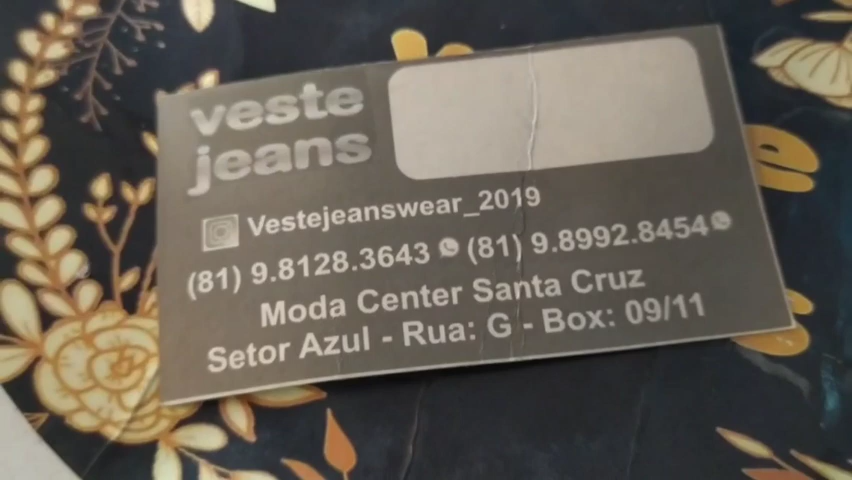 veste
jeans
Vestejeanswear_2019
(81) 9.8128.3643 (81) 9.8992.8454
Moda Center Santa Cruz
Setor Azul - Rua: G - Box: 09/11